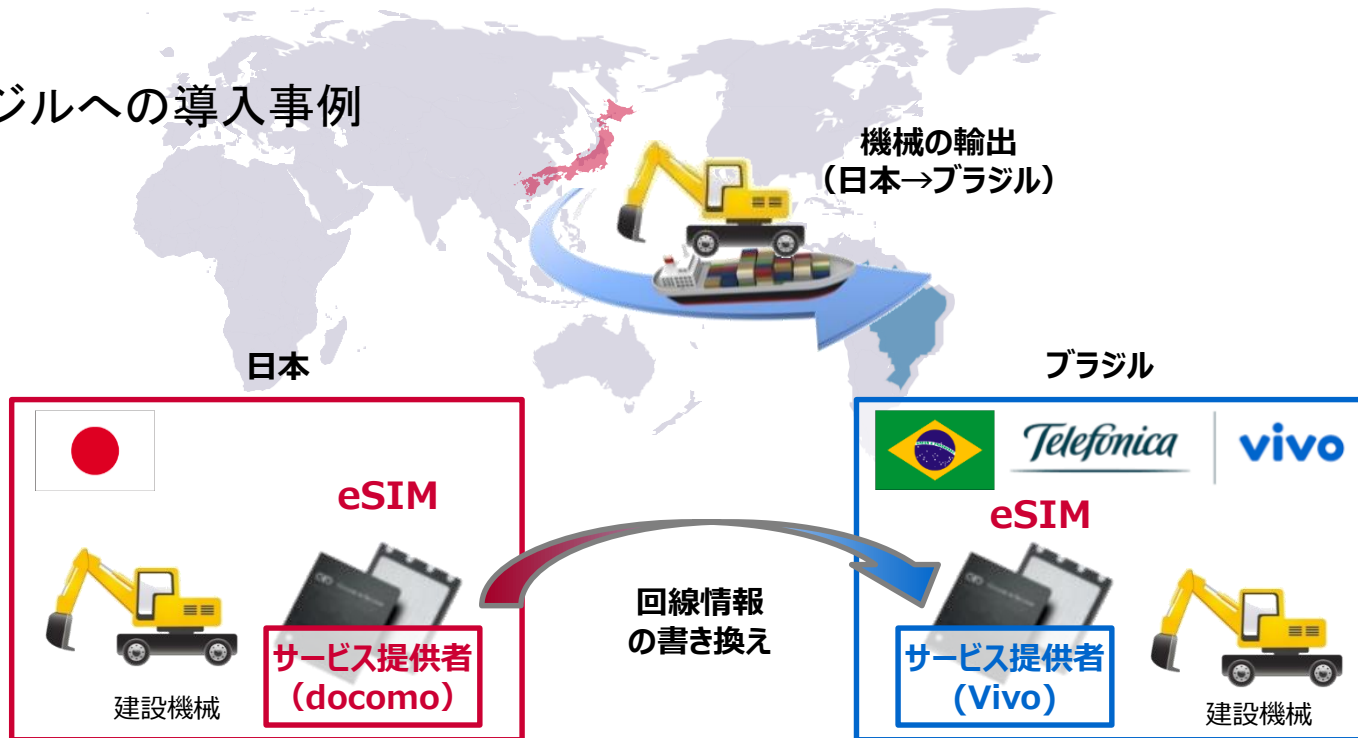 ジルへの導入事例
機械の輸出
（日本→ブラジル）
日本
ブラジル
Telefónica
vivo
eSIM
eSIM
回線情報
の書き換え
サービス提供者
（docomo）
サービス提供者
(Vivo)
建設機械
建設機械